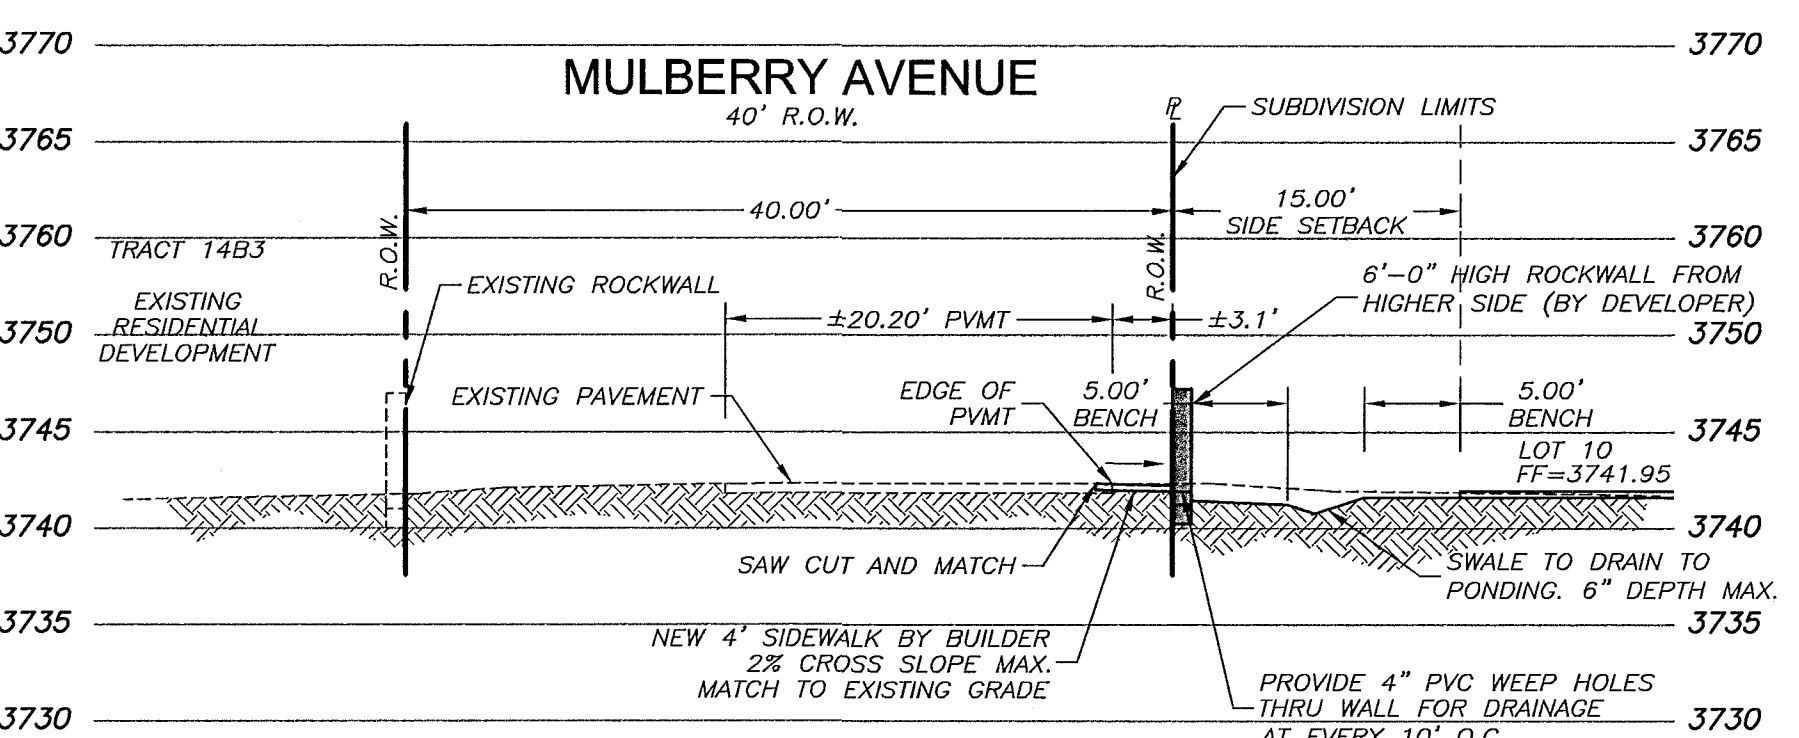 3770 3770
MULBERRY AVENUE
40' R.O.W.
PL
SUBDIVISION LIMITS
3765 3765
40.00'
15.00'
SIDE SETBACK
3760 3760
TRACT 14B3
R.O.W.
R.O.W.
EXISTING ROCKWALL
6'-0" HIGH ROCKWALL FROM
HIGHER SIDE (BY DEVELOPER)
EXISTING
RESIDENTIAL
DEVELOPMENT
±20.20' PVMT
±3.1'
3750 3750
EXISTING PAVEMENT
EDGE OF
PVMT
5.00'
BENCH
5.00'
BENCH
3745 3745
LOT 10
FF=3741.95
3740 3740
SAW CUT AND MATCH
SWALE TO DRAIN TO
PONDING. 6" DEPTH MAX.
3735 3735
NEW 4' SIDEWALK BY BUILDER
2% CROSS SLOPE MAX.
MATCH TO EXISTING GRADE
PROVIDE 4" PVC WEEP HOLES
THRU WALL FOR DRAINAGE
AT EVERY 10' O.C.
3730 3730